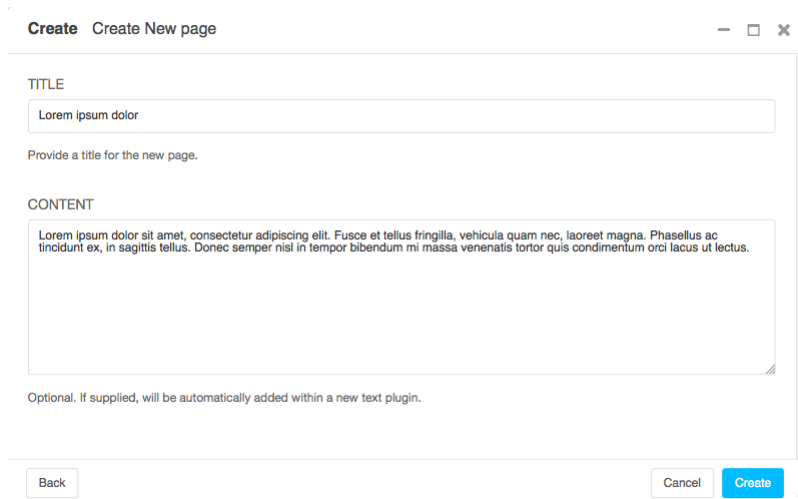 Create Create New page
TITLE
Lorem ipsum dolor
Provide a title for the new page.
CONTENT
Lorem ipsum dolor sit amet, consectetur adipiscing elit. Fusce et tellus fringilla, vehicula quam nec, laoreet magna. Phasellus ac
tincidunt ex, in sagittis tellus. Donec semper nisl in tempor bibendum mi massa venenatis tortor quis condimentum orci lacus ut lectus.
Optional. If supplied, will be automatically added within a new text plugin.
Back Cancel Create